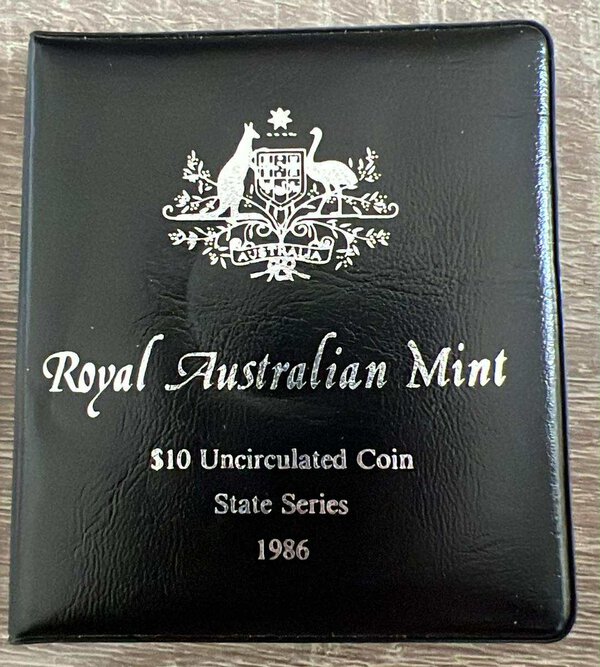 AUSTRALIA
Royal Australian Mint
$10 Uncirculated Coin
State Series
1986